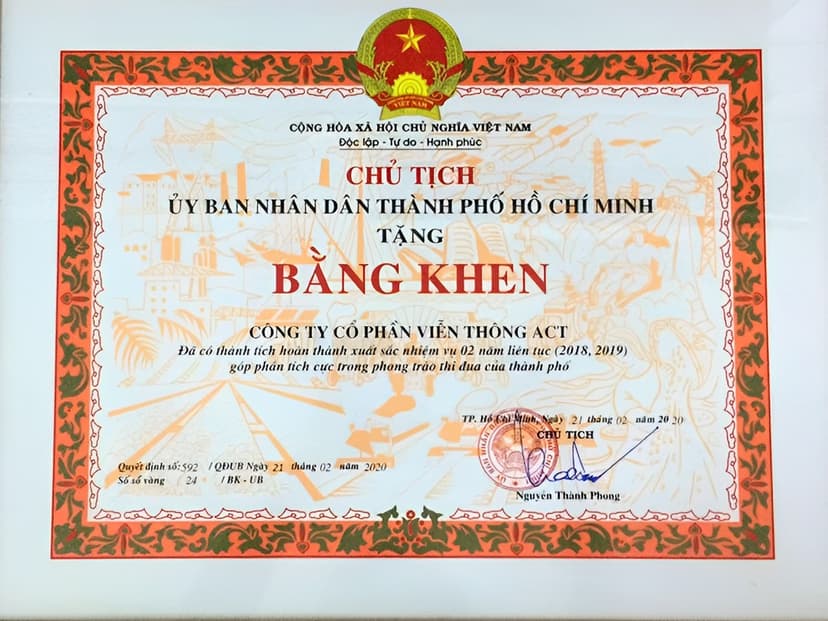 VIỆT NAM
CỘNG HÒA XÃ HỘI CHỦ NGHĨA VIỆT NAM
Độc lập - Tự do - Hạnh phúc
CHỦ TỊCH
ỦY BAN NHÂN DÂN THÀNH PHỐ HỒ CHÍ MINH
TẶNG
BẰNG KHEN
CÔNG TY CỔ PHẦN VIỄN THÔNG ACT
Đã có thành tích hoàn thành xuất sắc nhiệm vụ 02 năm liên tục (2018, 2019)
góp phần tích cực trong phong trào thi đua của thành phố
TP. Hồ Chí Minh, Ngày 21 tháng 02 năm 2020
CHỦ TỊCH
Quyết định số: 592 / QĐUB Ngày 21 tháng 02 năm 2020
Số sổ vàng 24 / BK - UB
Nguyễn Thành Phong